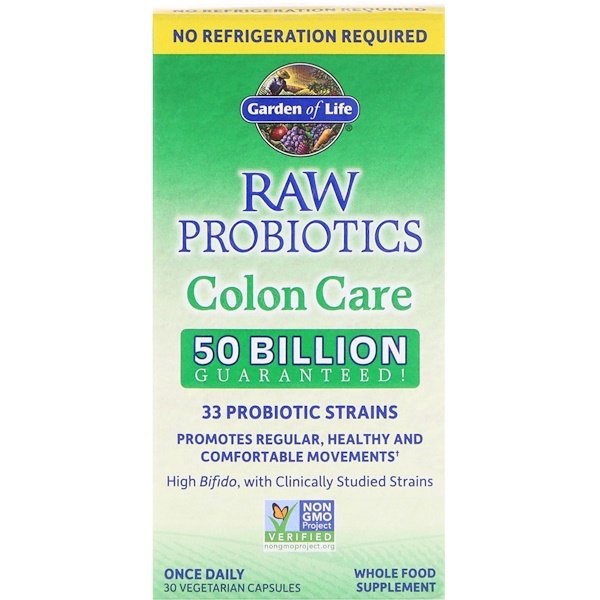 NO REFRIGERATION REQUIRED
Garden of Life
®
RAW
PROBIOTICS
Colon Care
50 BILLION
GUARANTEED!
33 PROBIOTIC STRAINS
PROMOTES REGULAR, HEALTHY AND
COMFORTABLE MOVEMENTS†
High Bifido, with Clinically Studied Strains
NON
GMO
Project
VERIFIED
nongmoproject.org
ONCE DAILY
30 VEGETARIAN CAPSULES
WHOLE FOOD
SUPPLEMENT